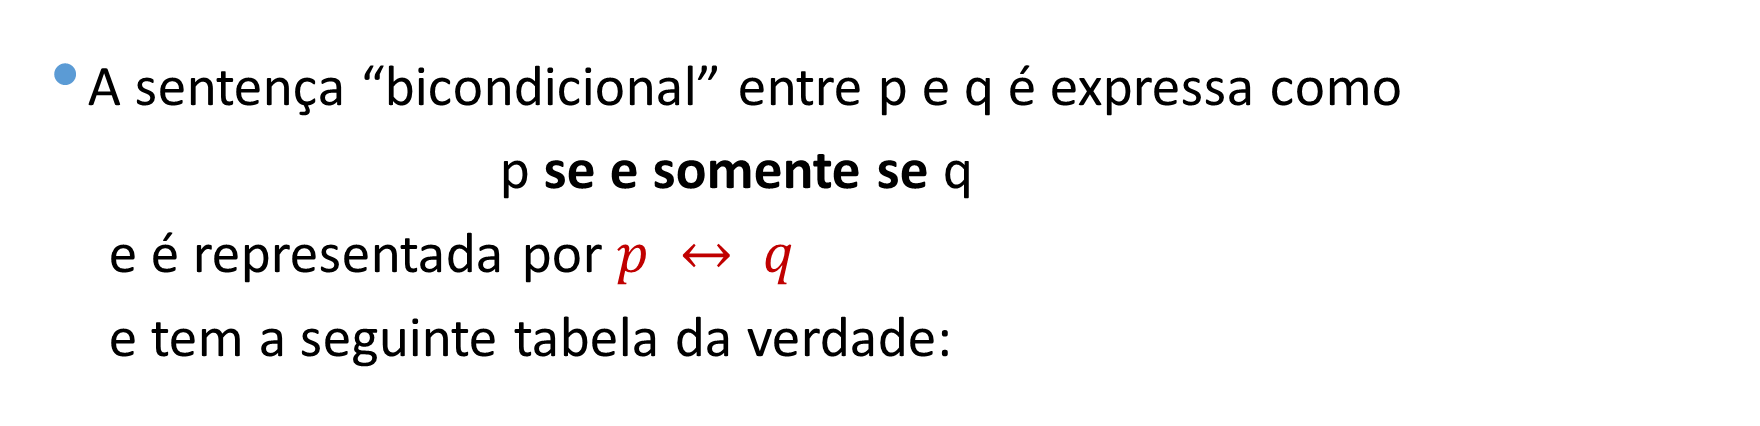 • A sentença “bicondicional” entre p e q é expressa como
p se e somente se q
e é representada por p ↔ q
e tem a seguinte tabela da verdade: